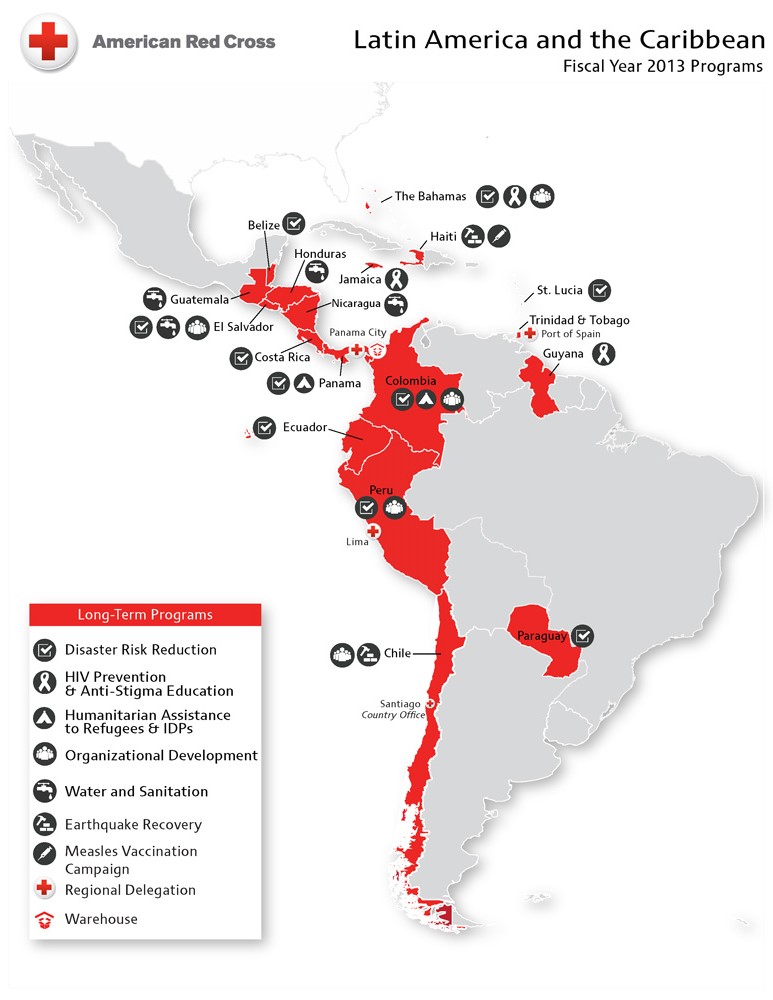 American Red Cross
Latin America and the Caribbean
Fiscal Year 2013 Programs
The Bahamas
Belize
Haiti
Honduras
Jamaica
St. Lucia
Guatemala
Nicaragua
Trinidad & Tobago
El Salvador
Panama City
Port of Spain
Costa Rica
Guyana
Panama
Colombia
Ecuador
Peru
Lima
Long-Term Programs
Disaster Risk Reduction
HIV Prevention
& Anti-Stigma Education
Humanitarian Assistance
to Refugees & IDPs
Organizational Development
Water and Sanitation
Earthquake Recovery
Measles Vaccination
Campaign
Regional Delegation
Warehouse
Paraguay
Chile
Santiago
Country Office